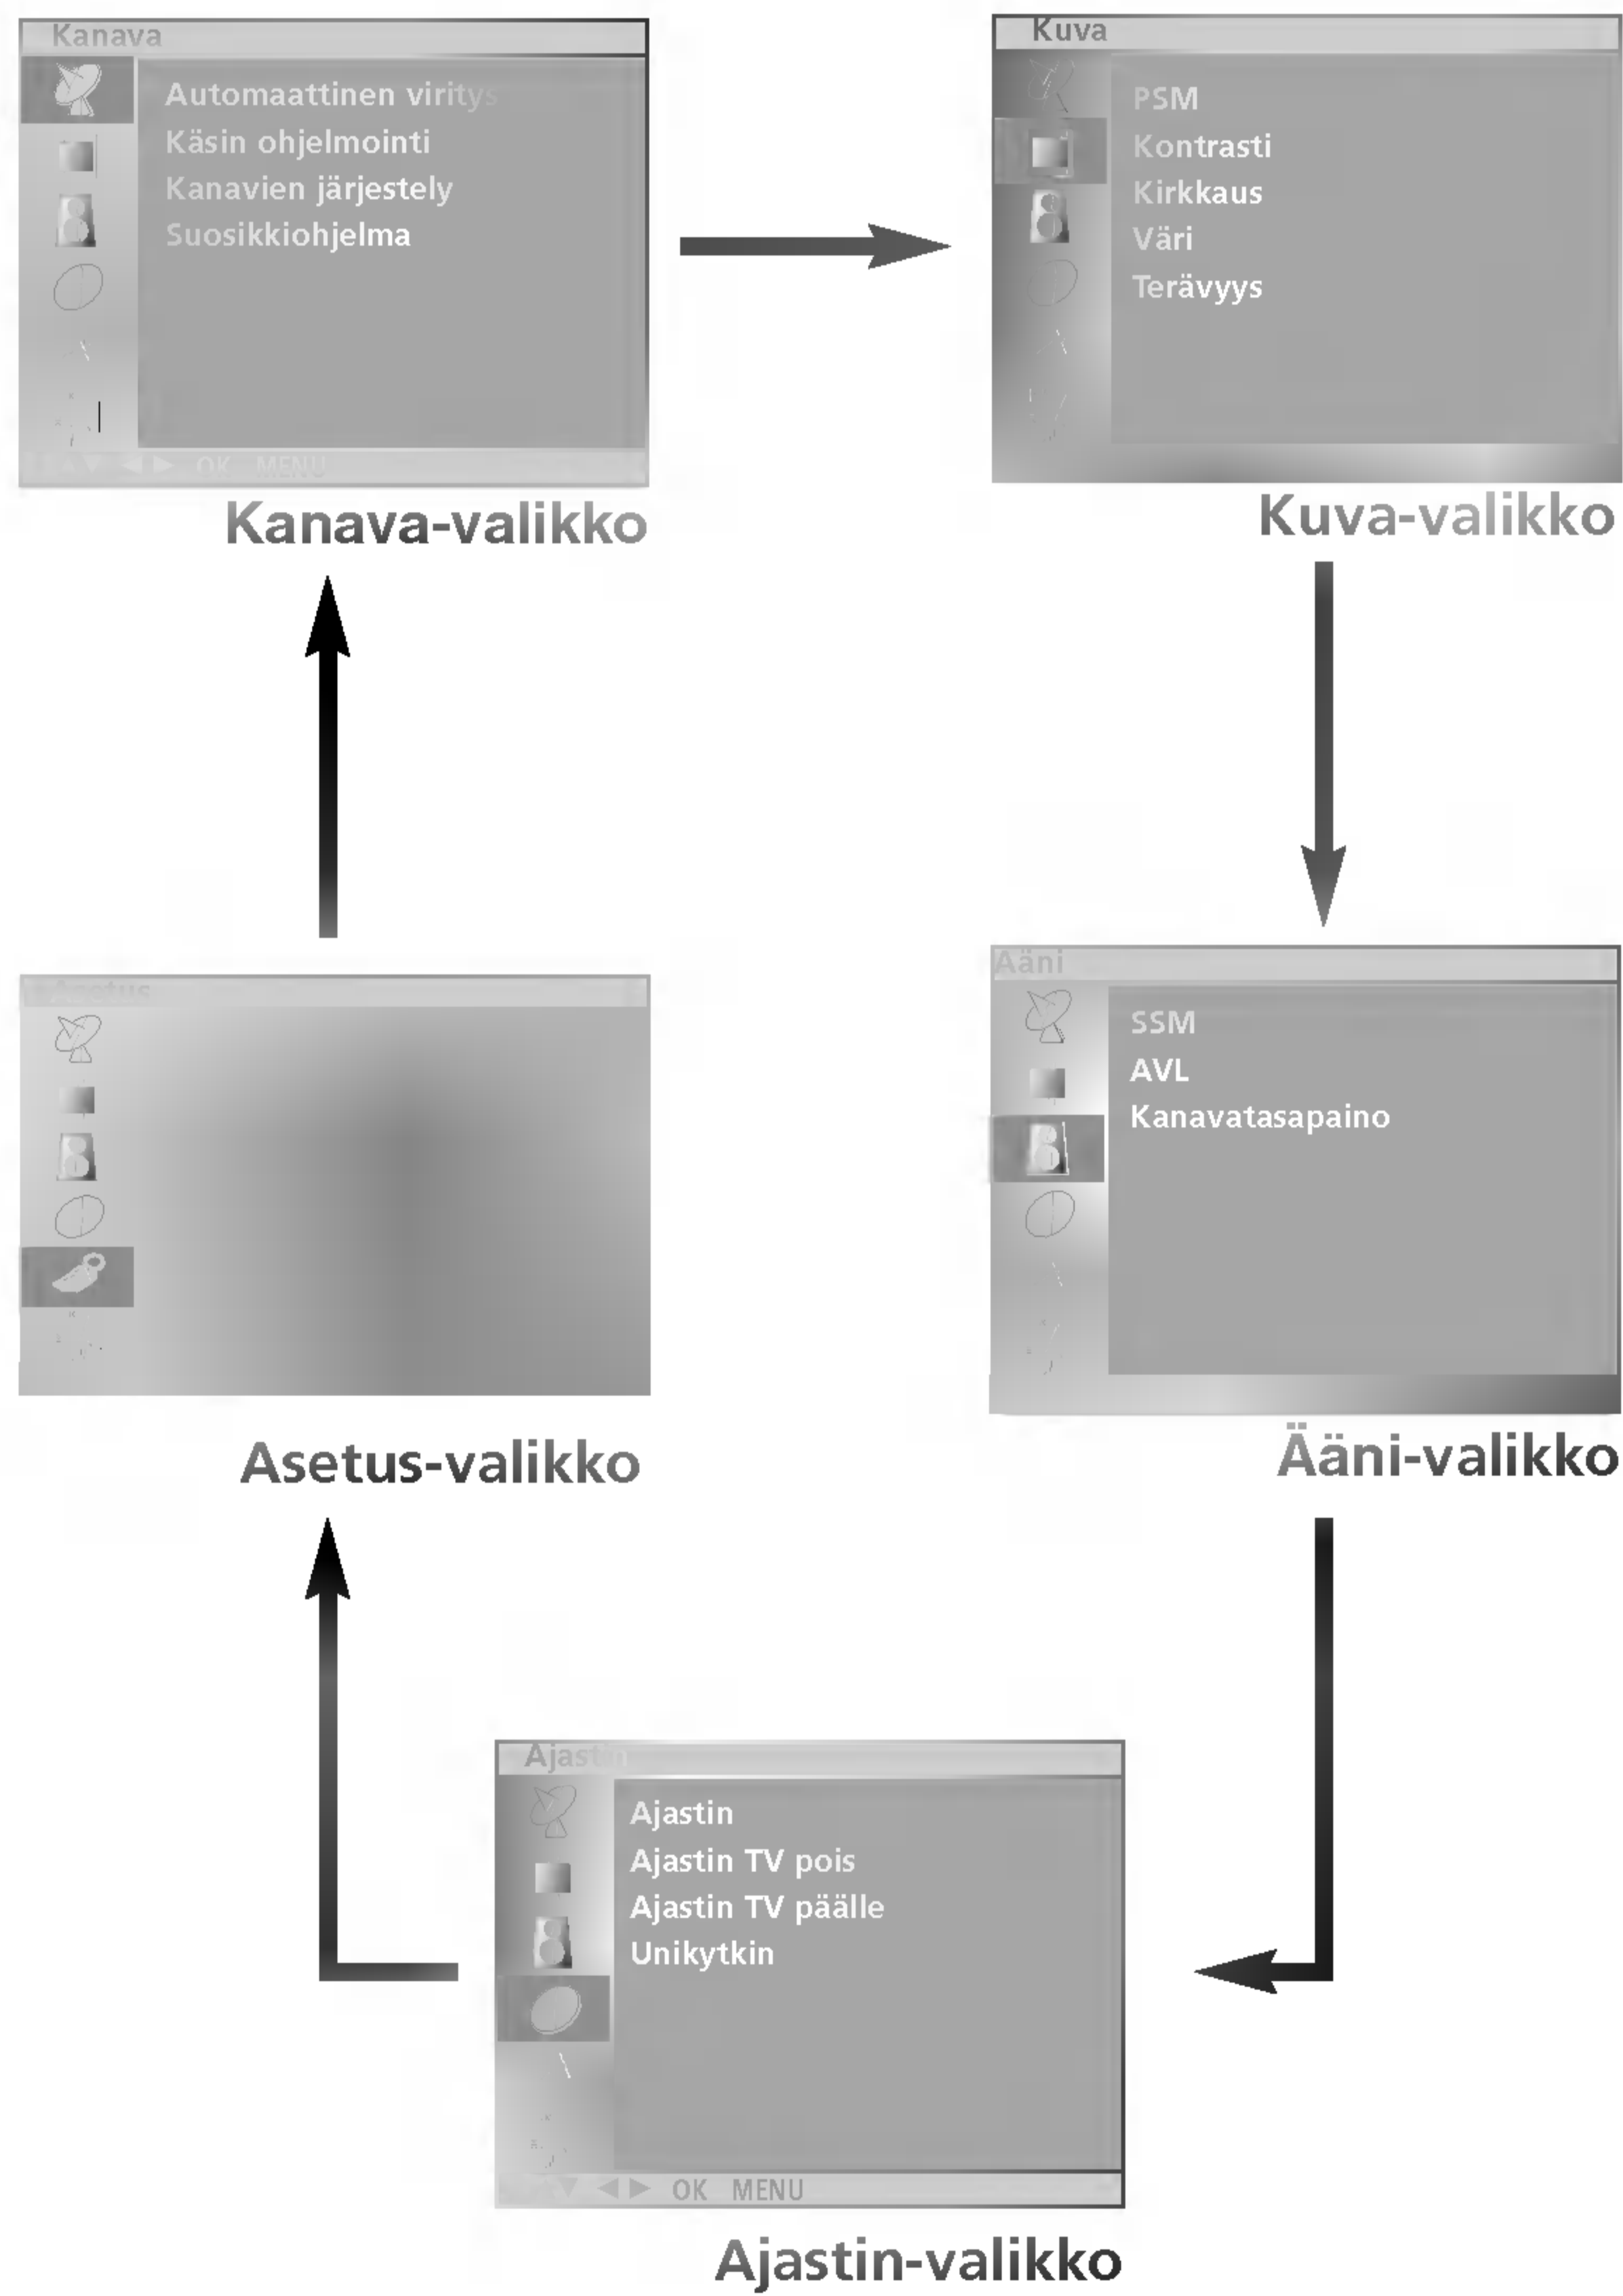 Kanava
Automaattinen viritys
Käsin ohjelmointi
Kanavien järjestely
Suosikkiohjelma
OK MENU
Kanava-valikko
Kuva
PSM
Kontrasti
Kirkkaus
Väri
Terävyys
Kuva-valikko
Ääni
SSM
AVL
Kanavatasapaino
Ääni-valikko
Asetus
Asetus-valikko
Ajastin
Ajastin
Ajastin TV pois
Ajastin TV päälle
Unikytkin
OK MENU
Ajastin-valikko